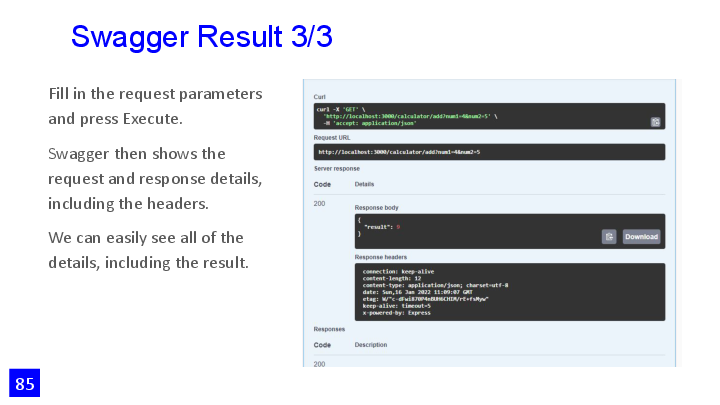 Swagger Result 3/3
Fill in the request parameters
and press Execute.
Swagger then shows the
request and response details,
including the headers.
We can easily see all of the
details, including the result.
85
Curl
curl -X 'GET' \
'http://localhost:3000/calculator/add?num1=4&num2=5' \
-H 'accept: application/json'
Request URL
http://localhost:3000/calculator/add?num1=4&num2=5
Server response
Code Details
200
Response body
{
"result": 9
}
Download
Response headers
connection: keep-alive
content-length: 12
content-type: application/json; charset=utf-8
date: Sun,16 Jan 2022 11:09:07 GMT
keep-alive: timeout=5
x-powered-by: Express
Responses
Code Description
200